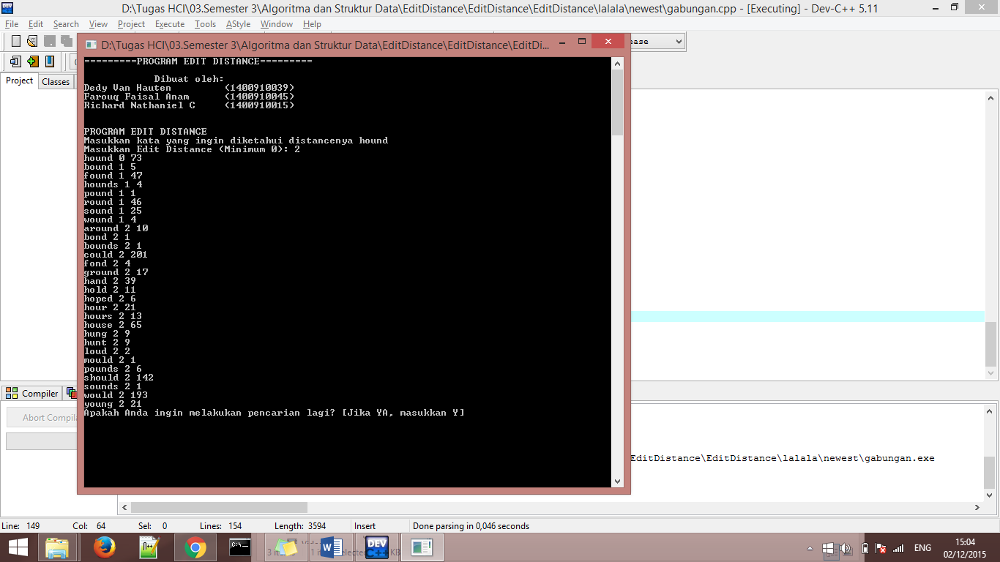 D:\Tugas HCI\03.Semester 3\Algoritma dan Struktur Data\EditDistance\EditDistance\EditDistance\lalala\newest\gabungan.cpp - [Executing] - Dev-C++ 5.11
File Edit Search View Project Execute Tools AStyle Window Help
D:\Tugas HCI\03.Semester 3\Algoritma dan Struktur Data\EditDistance\EditDistance\EditDi...
ease
Project Classes
=========PROGRAM EDIT DISTANCE=========
Dibuat oleh:
Dedy Van Hauten (1400910039)
Farouq Faisal Anam (1400910045)
Richard Nathaniel C (1400910015)
PROGRAM EDIT DISTANCE
Masukkan kata yang ingin diketahui distancenya hound
Masukkan Edit Distance (Minimum 0): 2
hound 0 73
bound 1 5
found 1 47
hounds 1 4
pound 1 1
round 1 46
sound 1 25
wound 1 4
around 2 10
bond 2 1
bounds 2 1
could 2 201
fond 2 4
ground 2 17
hand 2 39
hold 2 11
hoped 2 6
hour 2 21
hours 2 13
house 2 65
hung 2 9
hunt 2 9
loud 2 2
mould 2 1
pounds 2 6
should 2 142
sounds 2 1
would 2 193
young 2 21
Apakah Anda ingin melakukan pencarian lagi? [Jika YA, masukkan Y]
Compiler
Abort Compila
EditDistance\EditDistance\lalala\newest\gabungan.exe
Line: 149 Col: 64 Sel: 0 Lines: 154 Length: 3594 Insert Done parsing in 0,046 seconds
DEV C++
ENG
15:04
02/12/2015